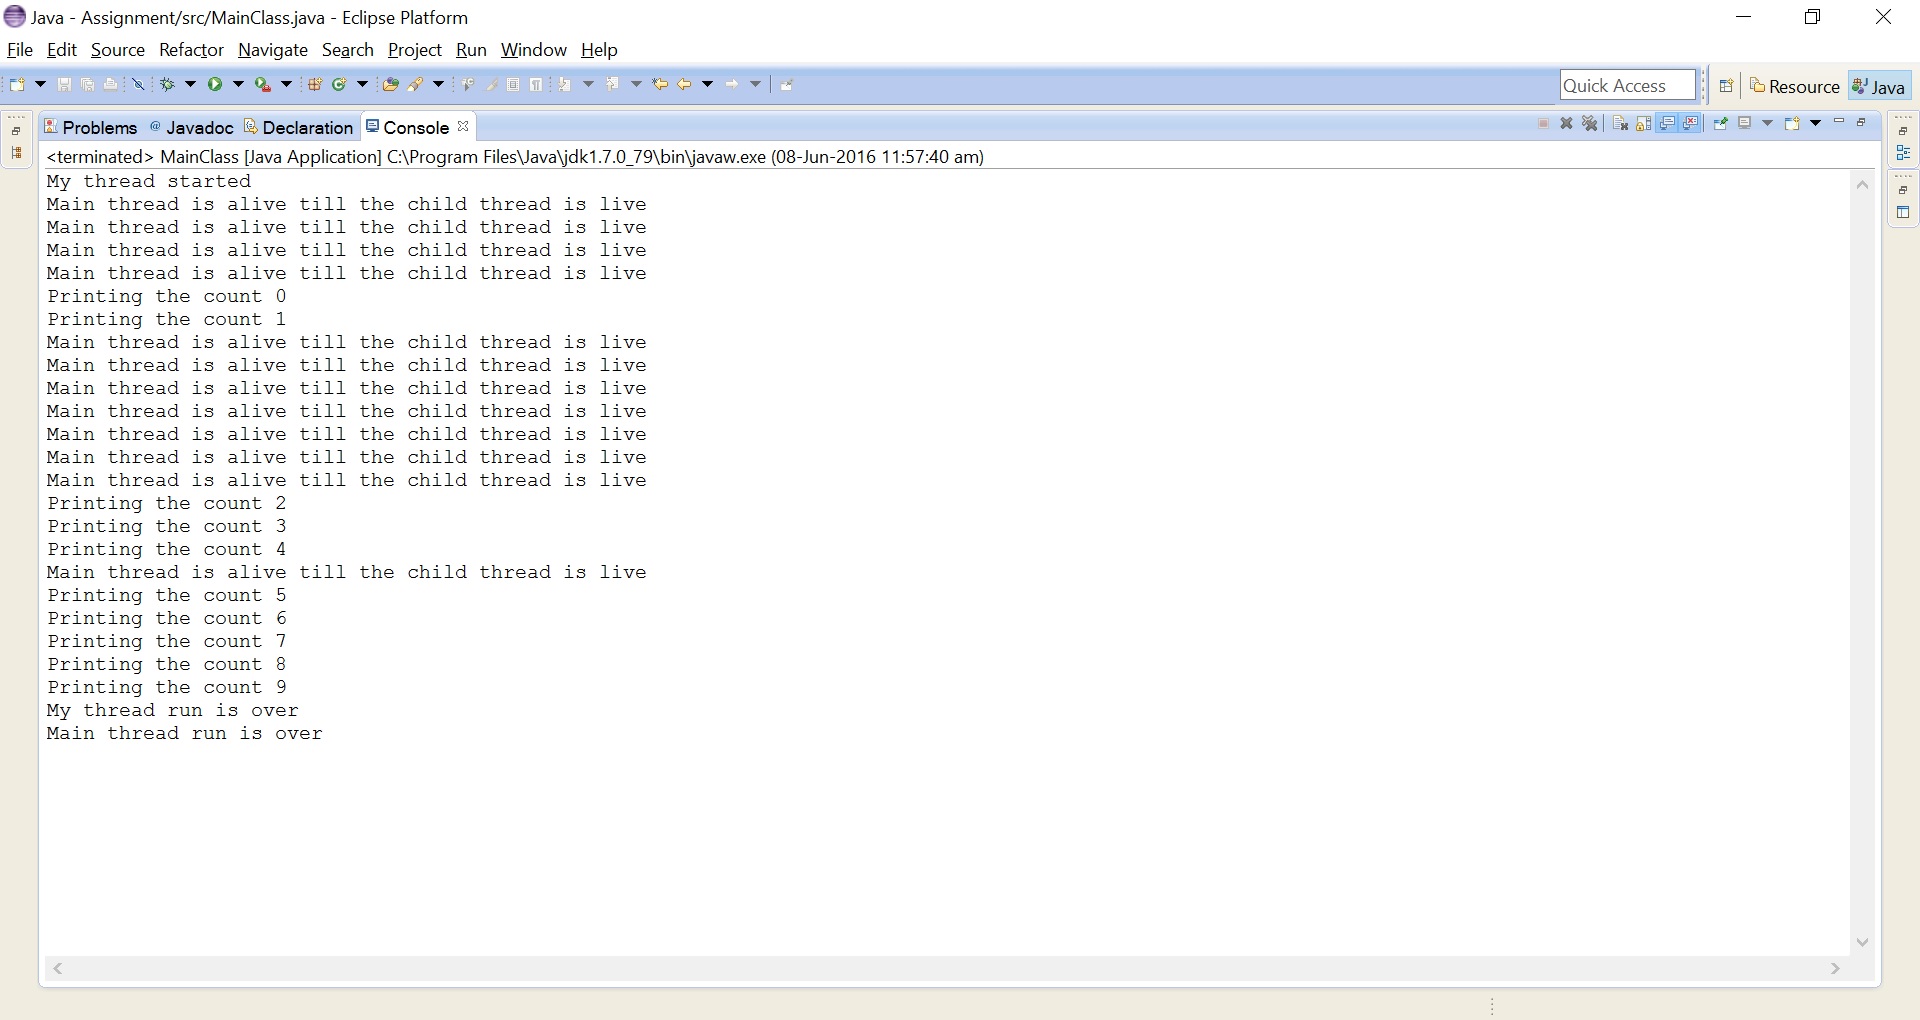 Java - Assignment/src/MainClass.java - Eclipse Platform
File Edit Source Refactor Navigate Search Project Run Window Help
Quick Access Resource Java
Problems Javadoc Declaration Console
<terminated> MainClass [Java Application] C:\Program Files\Java\jdk1.7.0_79\bin\javaw.exe (08-Jun-2016 11:57:40 am)
My thread started
Main thread is alive till the child thread is live
Main thread is alive till the child thread is live
Main thread is alive till the child thread is live
Main thread is alive till the child thread is live
Printing the count 0
Printing the count 1
Main thread is alive till the child thread is live
Main thread is alive till the child thread is live
Main thread is alive till the child thread is live
Main thread is alive till the child thread is live
Main thread is alive till the child thread is live
Main thread is alive till the child thread is live
Main thread is alive till the child thread is live
Printing the count 2
Printing the count 3
Printing the count 4
Main thread is alive till the child thread is live
Printing the count 5
Printing the count 6
Printing the count 7
Printing the count 8
Printing the count 9
My thread run is over
Main thread run is over